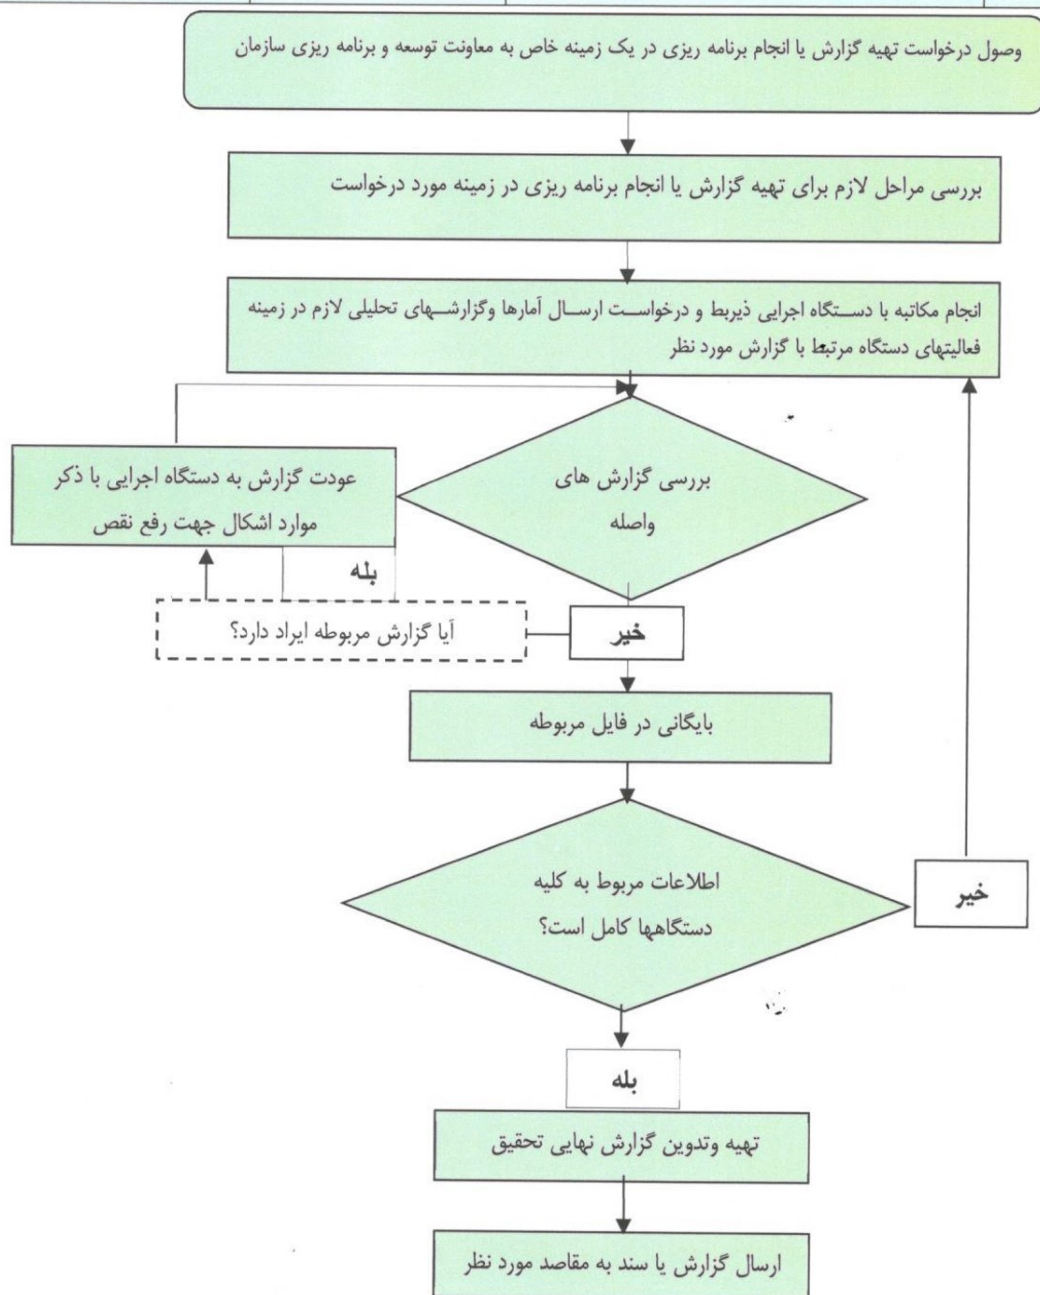 وصول درخواست تهیه گزارش یا انجام برنامه ریزی در یک زمینه خاص به معاونت توسعه و برنامه ریزی سازمان
بررسی مراحل لازم برای تهیه گزارش یا انجام برنامه ریزی در زمینه مورد درخواست
انجام مکاتبه با دستگاه اجرایی ذیربط و درخواست ارسال آمارها وگزارشهای تحلیلی لازم در زمینه
فعالیتهای دستگاه مرتبط با گزارش مورد نظر
بررسی گزارش های
واصله
عودت گزارش به دستگاه اجرایی با ذکر
موارد اشکال جهت رفع نقص
بله
آیا گزارش مربوطه ایراد دارد؟
خیر
بایگانی در فایل مربوطه
اطلاعات مربوط به کلیه
دستگاهها کامل است؟
خیر
بله
تهیه وتدوین گزارش نهایی تحقیق
ارسال گزارش یا سند به مقاصد مورد نظر